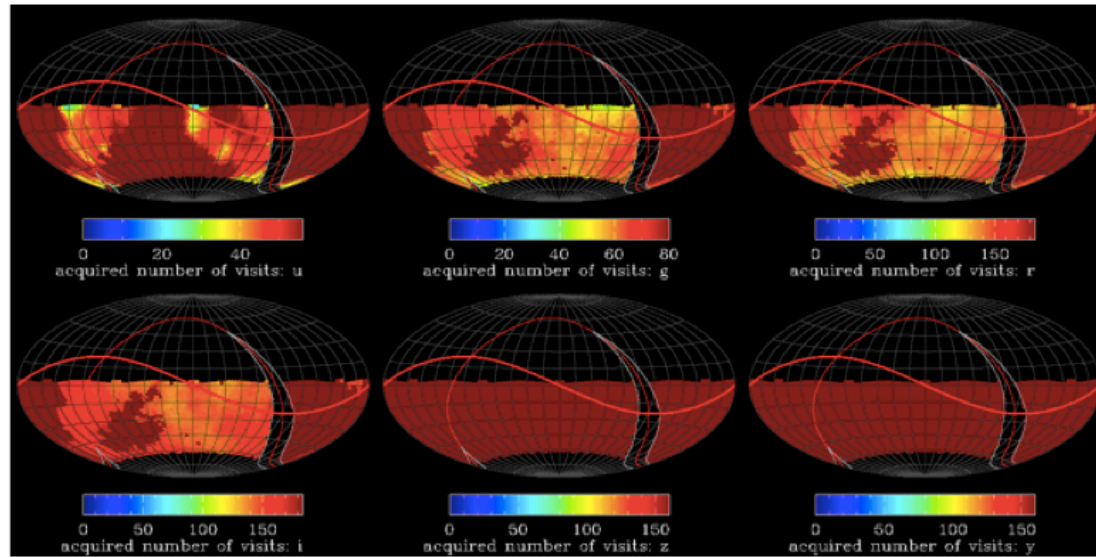 0 20 40
acquired number of visits: u
0 20 40 60 80
acquired number of visits: g
0 50 100 150
acquired number of visits: r
0 50 100 150
acquired number of visits: i
0 50 100 150
acquired number of visits: z
0 50 100 150
acquired number of visits: y